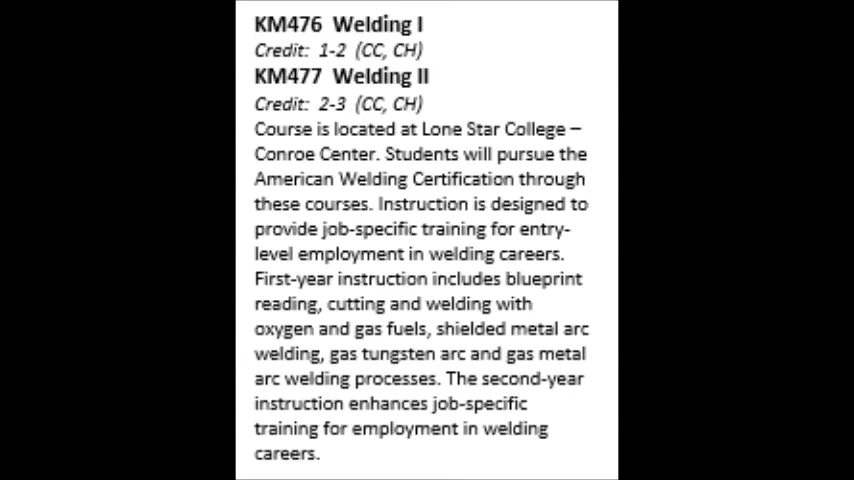 KM476  Welding I
Credit:  1-2  (CC, CH)
KM477  Welding II
Credit:  2-3  (CC, CH)
Course is located at Lone Star College –
Conroe Center. Students will pursue the
American Welding Certification through
these courses. Instruction is designed to
provide job-specific training for entry-
level employment in welding careers.
First-year instruction includes blueprint
reading, cutting and welding with
oxygen and gas fuels, shielded metal arc
welding, gas tungsten arc and gas metal
arc welding processes. The second-year
instruction enhances job-specific
training for employment in welding
careers.